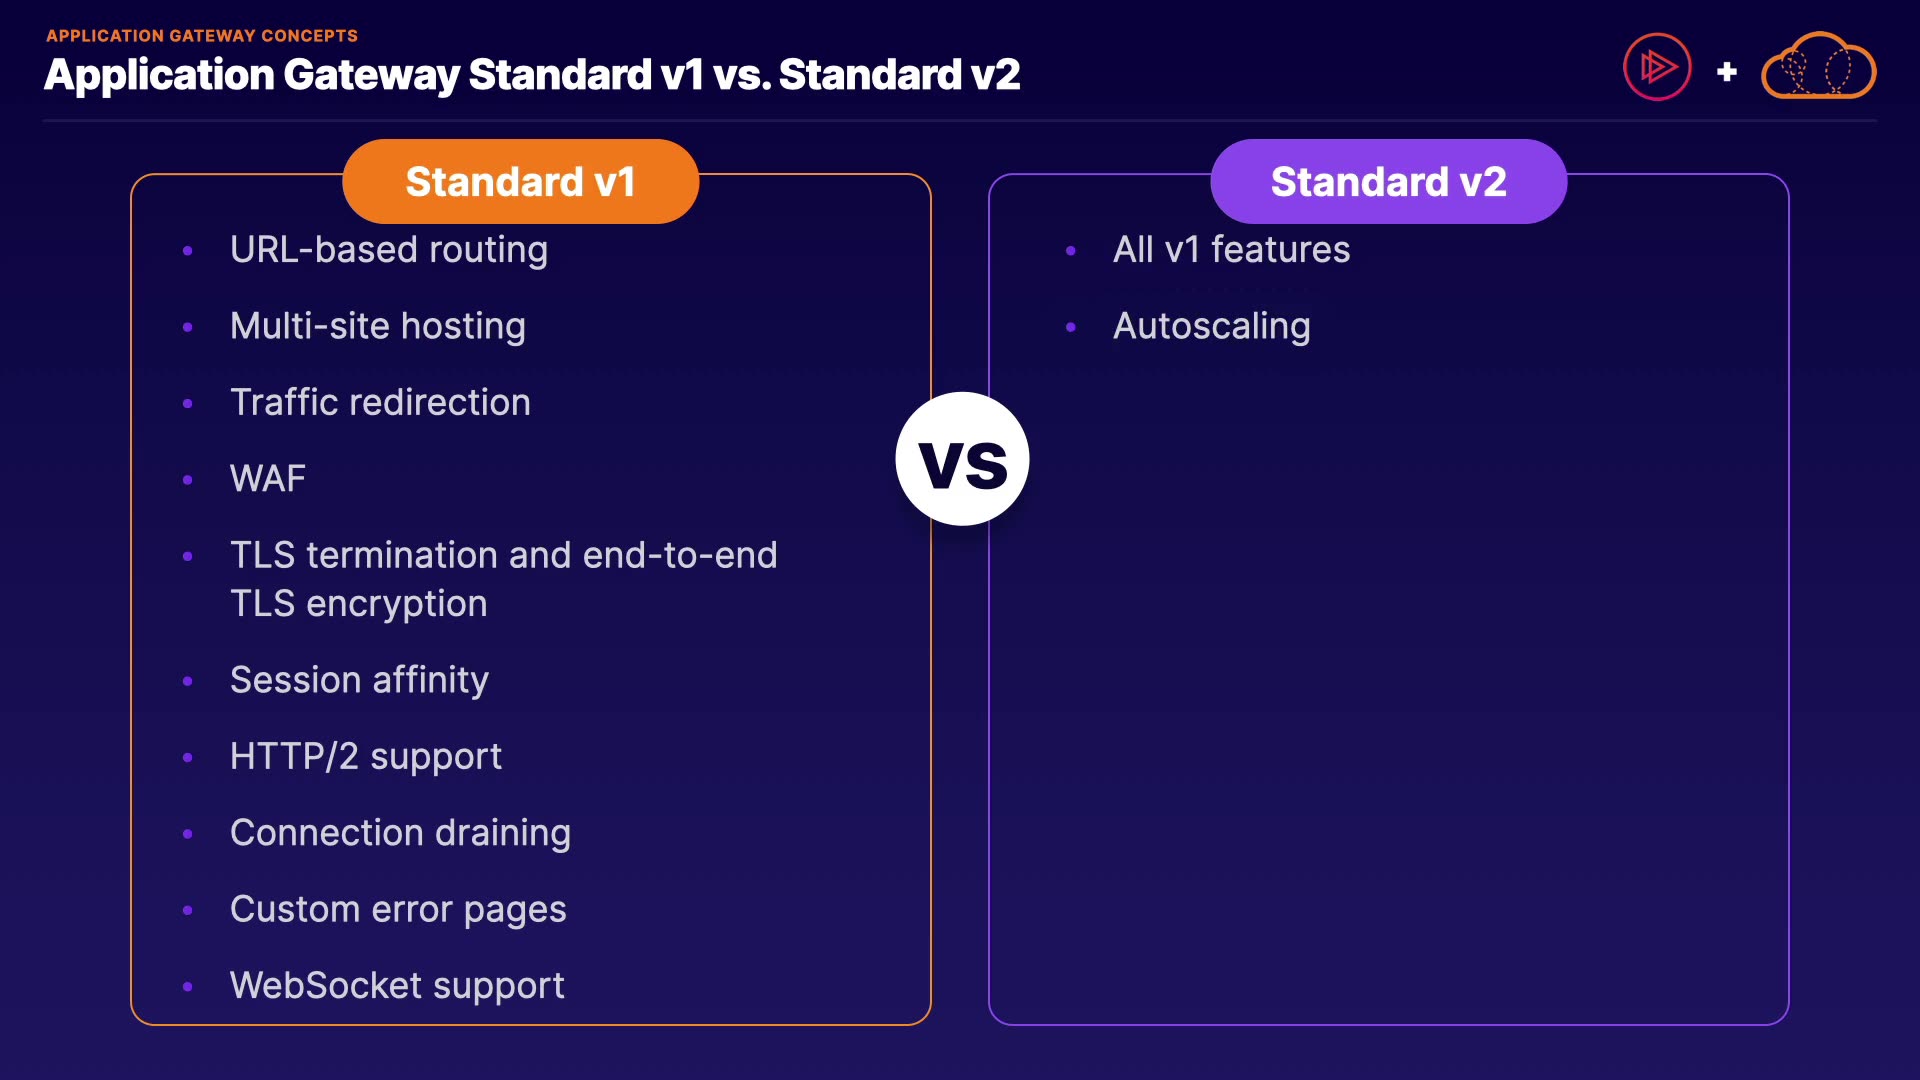 APPLICATION GATEWAY CONCEPTS
Application Gateway Standard v1 vs. Standard v2
Standard v1
• URL-based routing
• Multi-site hosting
• Traffic redirection
• WAF
• TLS termination and end-to-end
TLS encryption
• Session affinity
• HTTP/2 support
• Connection draining
• Custom error pages
• WebSocket support
vs
Standard v2
• All v1 features
• Autoscaling